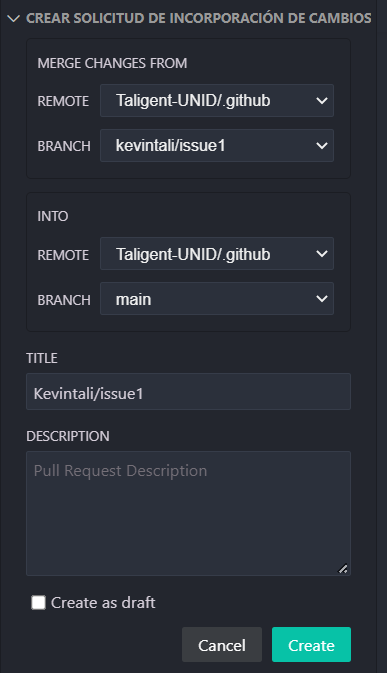 CREAR SOLICITUD DE INCORPORACIÓN DE CAMBIOS
MERGE CHANGES FROM
REMOTE Taligent-UNID/.github
BRANCH kevintali/issue1
INTO
REMOTE Taligent-UNID/.github
BRANCH main
TITLE
Kevintali/issue1
DESCRIPTION
Pull Request Description
Create as draft
Cancel Create